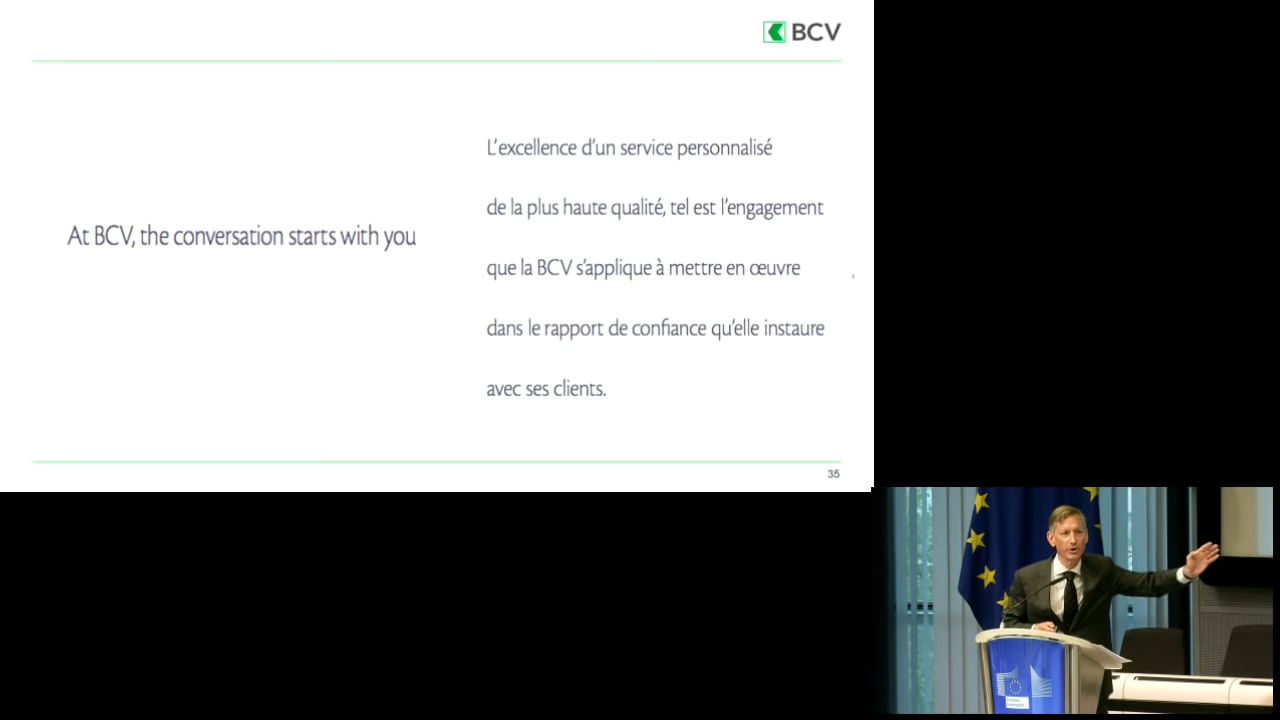 BCV
At BCV, the conversation starts with you
L'excellence d'un service personnalisé
de la plus haute qualité, tel est l'engagement
que la BCV s'applique à mettre en œuvre
dans le rapport de confiance qu'elle instaure
avec ses clients.
35